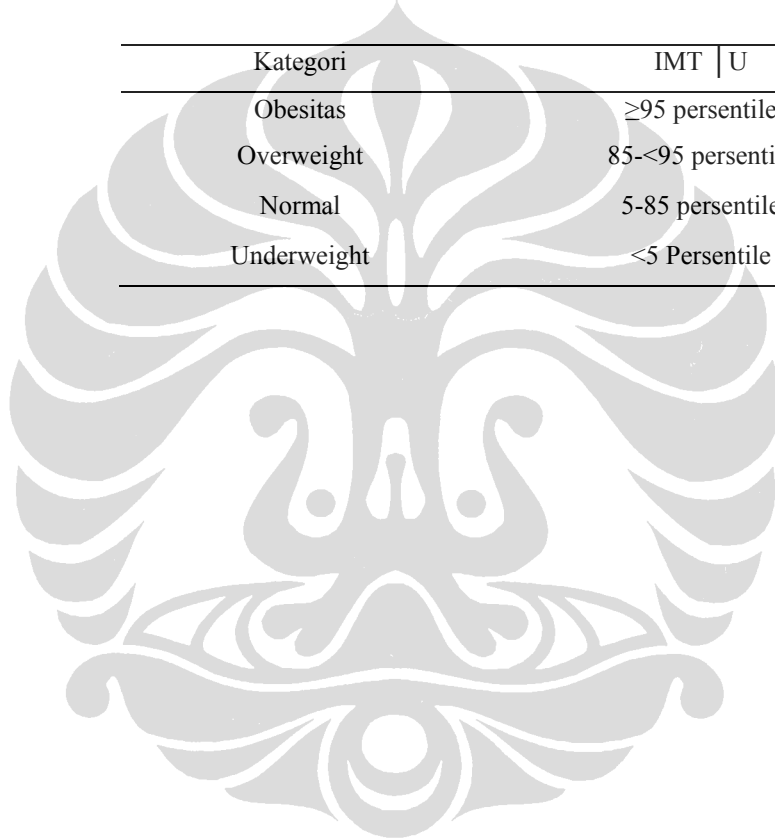 Kategori IMT | U
Obesitas ≥95 persentile
Overweight 85-<95 persenti
Normal 5-85 persentile
Underweight <5 Persentile